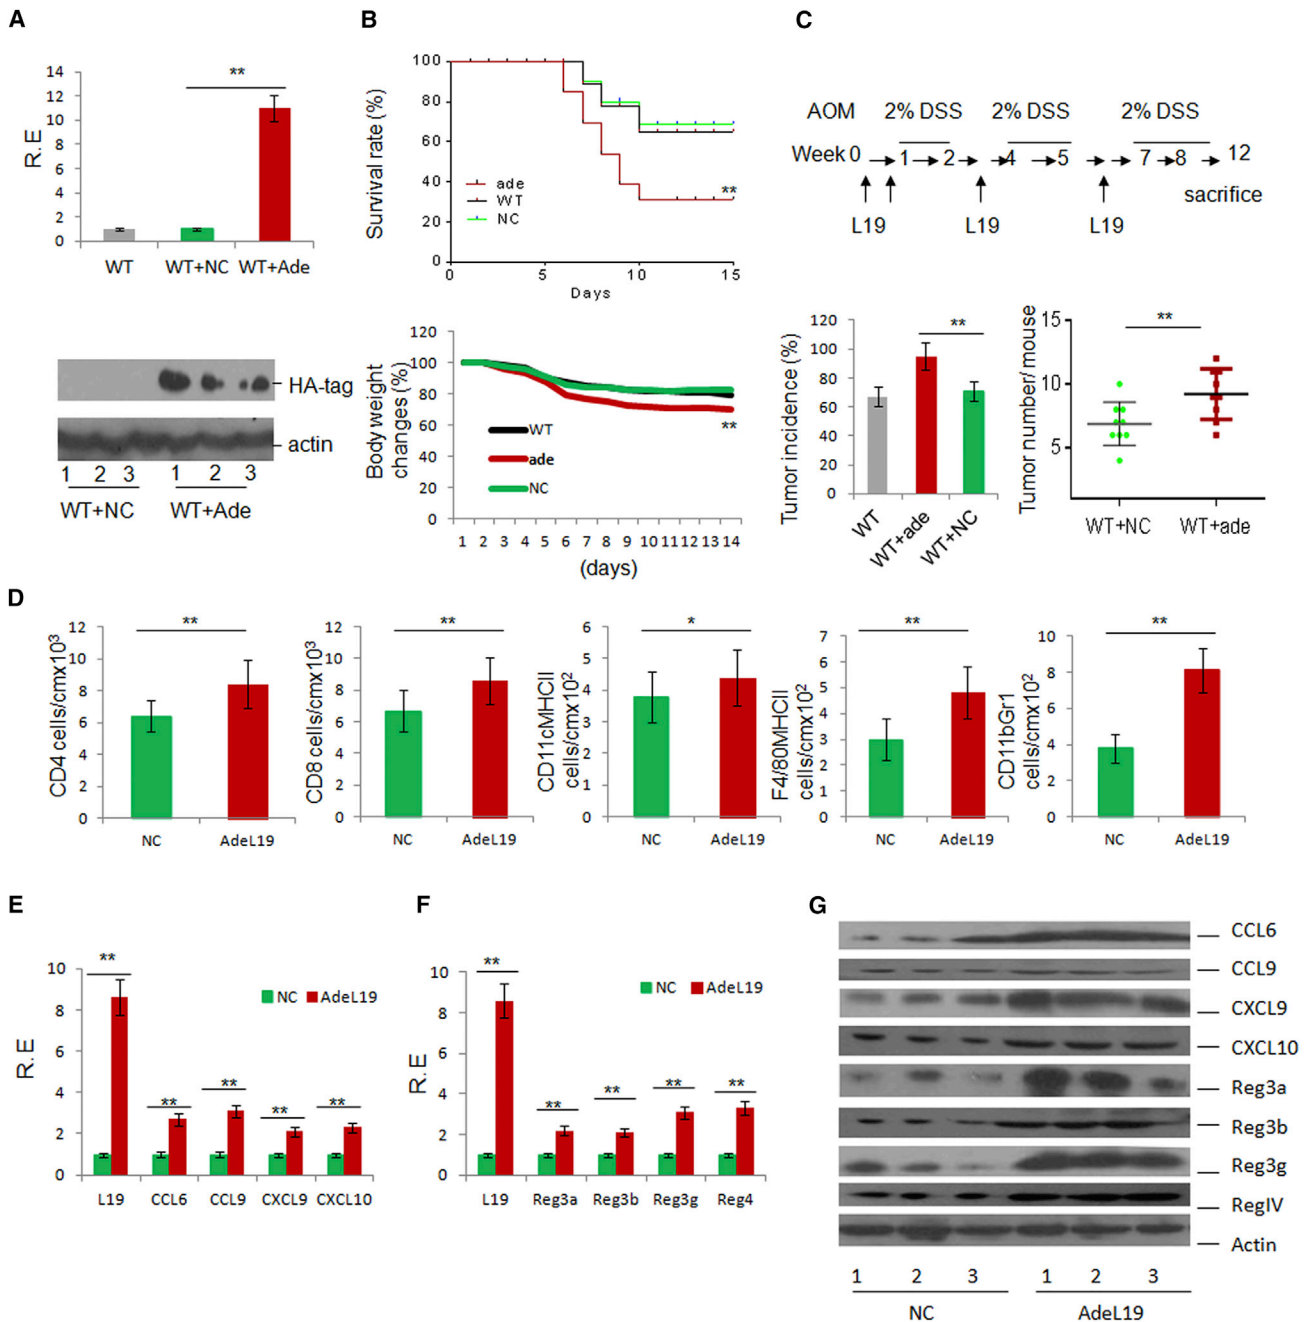 A
14
12
10
8
6
4
2
0
R.E
**
WT WT+NC WT+Ade
HA-tag
actin
1 2 3 1 2 3
WT+NC WT+Ade
B
100
80
60
40
20
0
Survival rate (%)
ade
WT
NC
**
0 5 10 15
Days
120
100
80
60
40
20
0
Body weight
changes (%)
WT
ade
NC
**
1 2 3 4 5 6 7 8 9 10 11 12 13 14
(days)
C
AOM 2% DSS 2% DSS 2% DSS
Week 0 1 2 4 5 7 8 12
sacrifice
L19 L19 L19
120
100
80
60
40
20
0
Tumor incidence (%)
**
WT WT+ade WT+NC
15
10
5
Tumor number/ mouse
**
WT+NC WT+ade
D
12
10
8
6
4
2
0
CD4 cells/cmx10³
**
NC AdeL19
12
10
8
6
4
2
0
CD8 cells/cmx10³
**
NC AdeL19
6
5
4
3
2
1
0
CD11cMHCII
cells/cmx10²
*
NC AdeL19
7
6
5
4
3
2
1
0
F4/80MHCII
cells/cmx10²
**
NC AdeL19
10
8
6
4
2
0
CD11bGr1
cells/cmx10²
**
NC AdeL19
E
10
8
6
4
2
0
R.E
NC AdeL19
** ** ** ** **
L19 CCL6 CCL9 CXCL9 CXCL10
F
10
8
6
4
2
0
R.E
NC AdeL19
** ** ** ** **
L19 Reg3a Reg3b Reg3g Reg4
G
CCL6
CCL9
CXCL9
CXCL10
Reg3a
Reg3b
Reg3g
RegIV
Actin
1 2 3 1 2 3
NC AdeL19